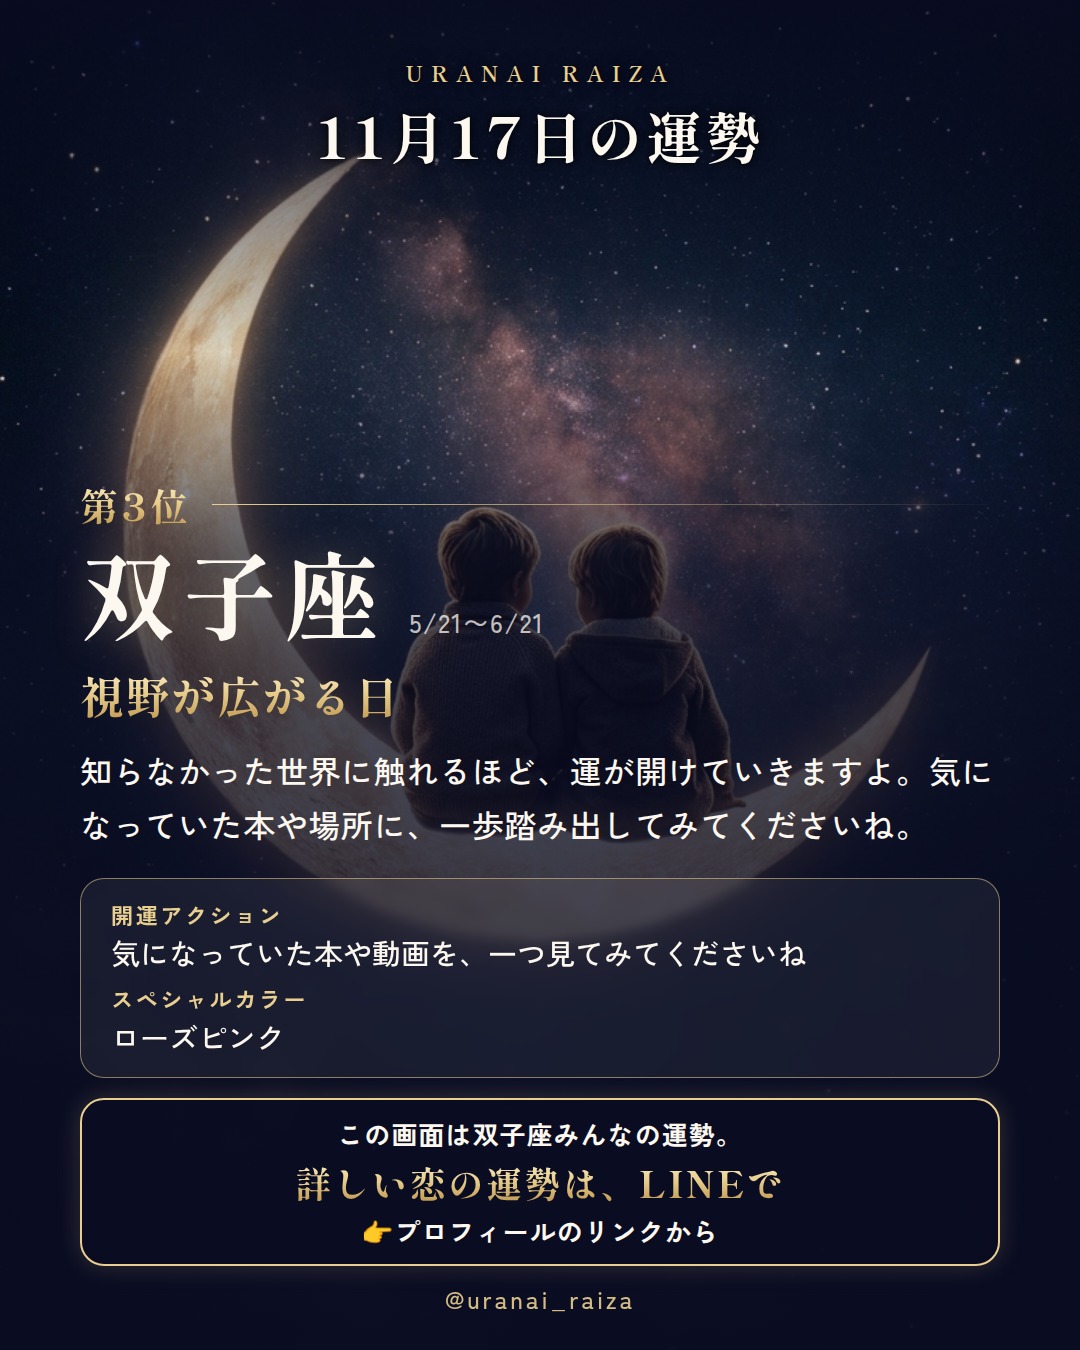 URANAI RAIZA
11月17日の運勢
第3位
双子座 5/21〜6/21
視野が広がる日
知らなかった世界に触れるほど、運が開けていきますよ。気に
なっていた本や場所に、一歩踏み出してみてくださいね。
開運アクション
気になっていた本や動画を、一つ見てみてくださいね
スペシャルカラー
ローズピンク
この画面は双子座みんなの運勢。
詳しい恋の運勢は、LINEで
👉プロフィールのリンクから
@uranai_raiza